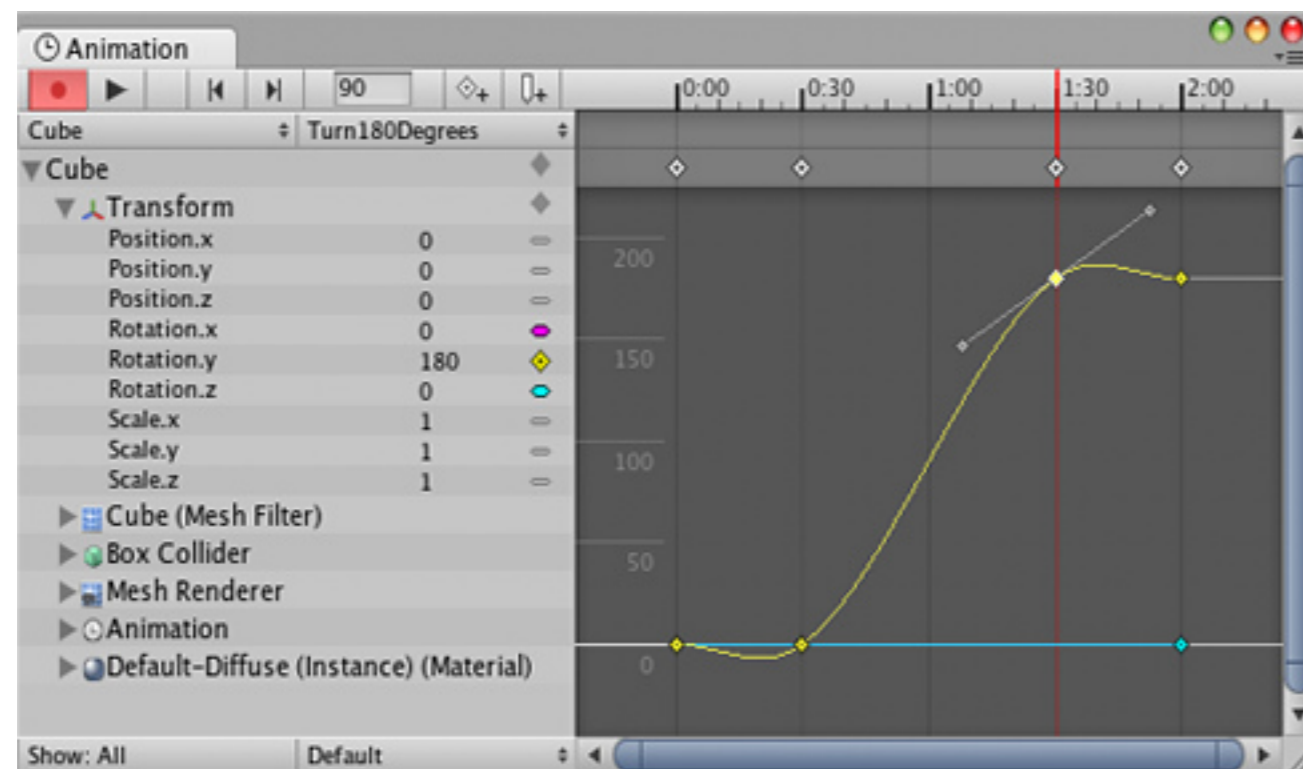 Animation
90 0:00 0:30 1:00 1:30 2:00
Cube Turn180Degrees
Cube
Transform
Position.x 0
Position.y 0
Position.z 0
Rotation.x 0
Rotation.y 180
Rotation.z 0
Scale.x 1
Scale.y 1
Scale.z 1
Cube (Mesh Filter)
Box Collider
Mesh Renderer
Animation
Default-Diffuse (Instance) (Material)
200
150
100
50
0
Show: All Default